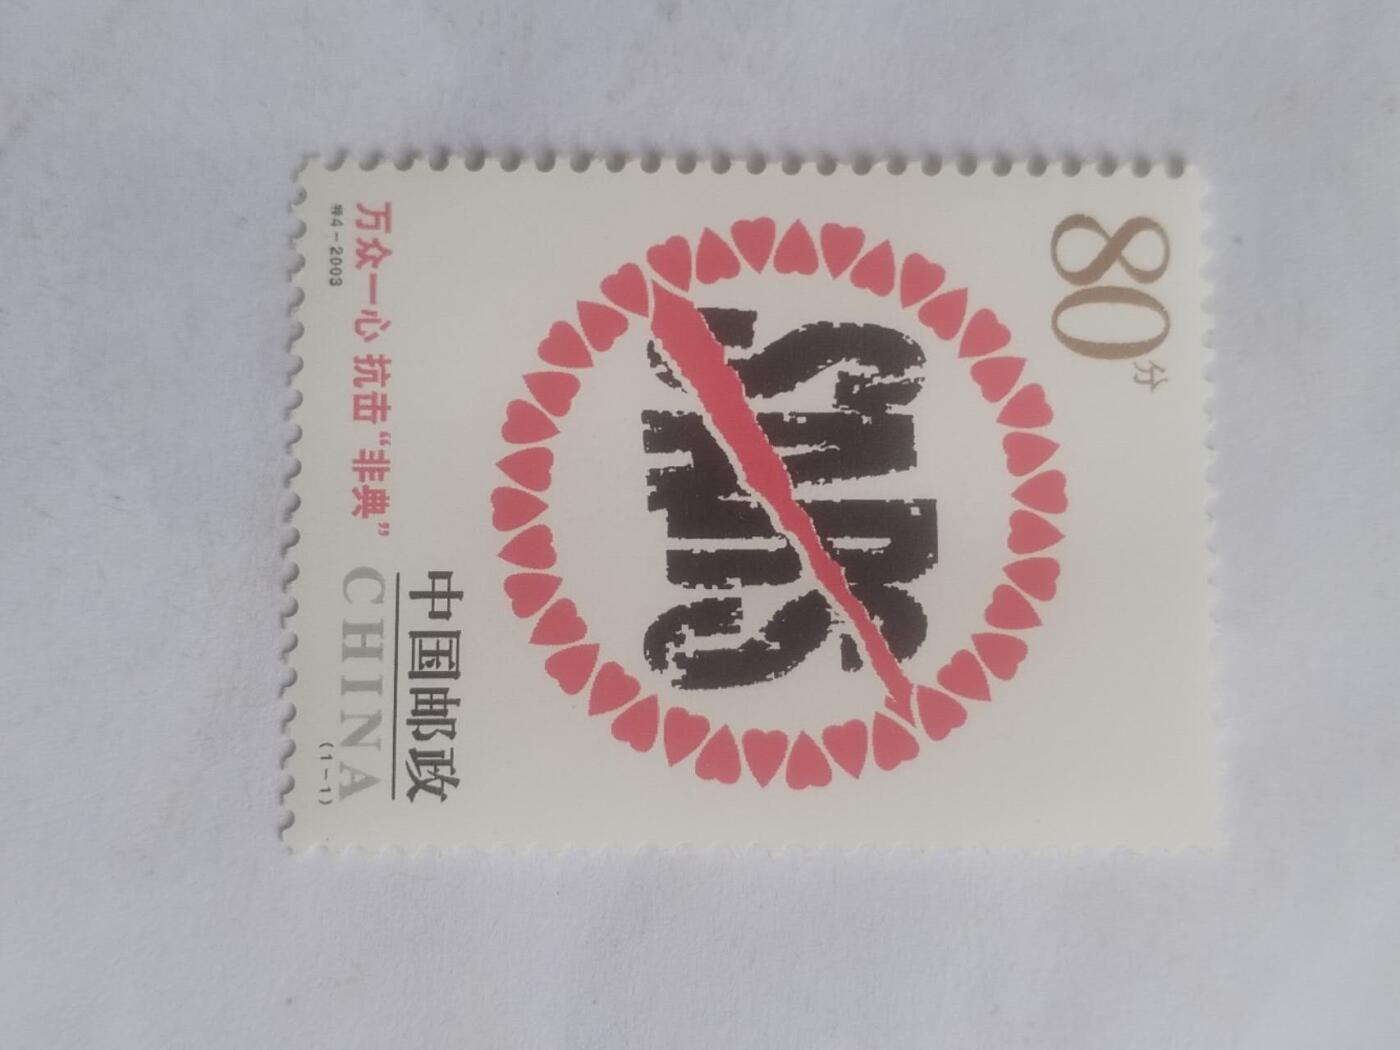 80分
SARS
万众一心 抗击“非典”
特4-2003
中国邮政
CHINA
(1-1)